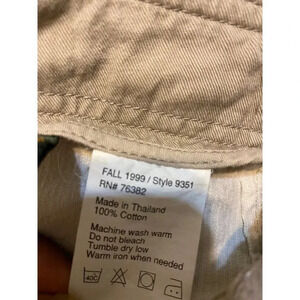 FALL 1999 / Style 9351
RN# 76382
Made in Thailand
100% Cotton
Machine wash warm
Do not bleach
Tumble dry low
Warm iron when needed
40C